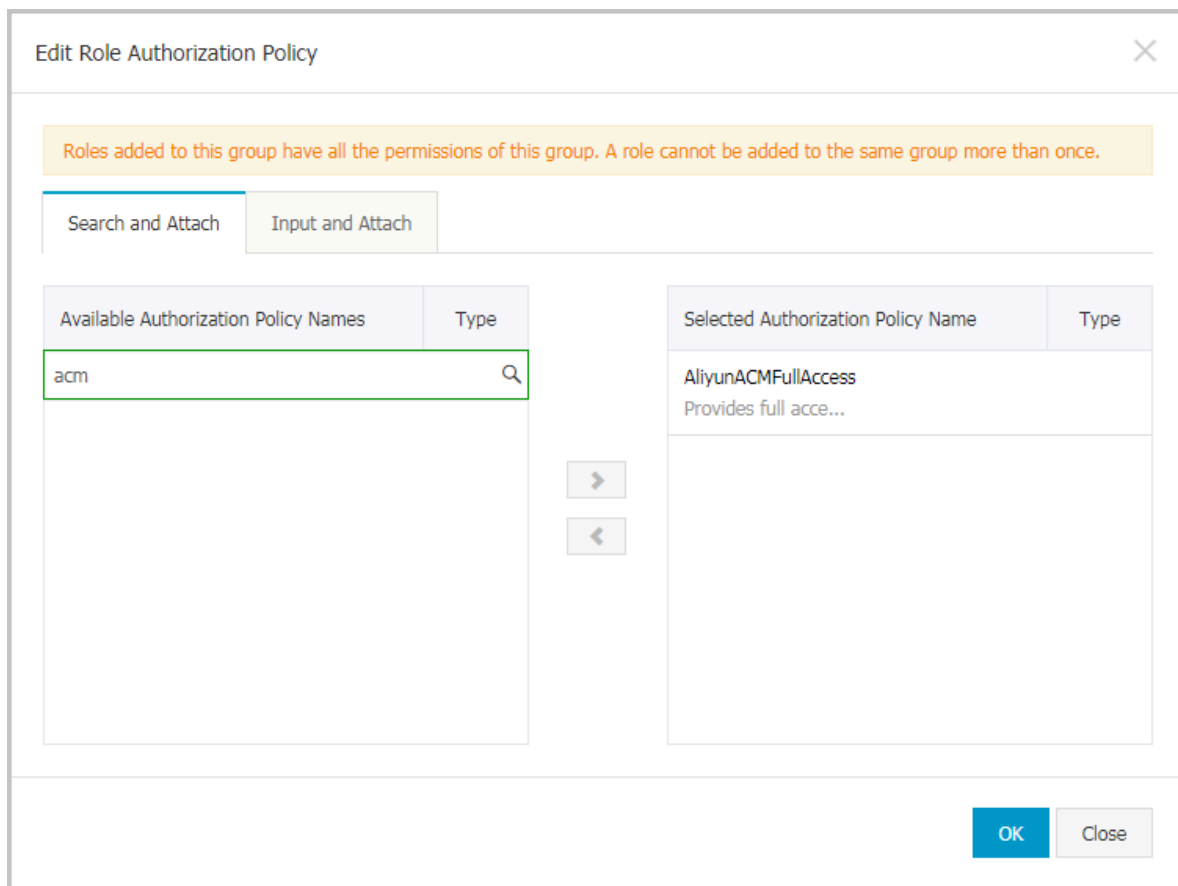 Edit Role Authorization Policy
Roles added to this group have all the permissions of this group. A role cannot be added to the same group more than once.
Search and Attach
Input and Attach
Available Authorization Policy Names
Type
acm
Selected Authorization Policy Name
Type
AliyunACMFullAccess
Provides full acce...
OK
Close